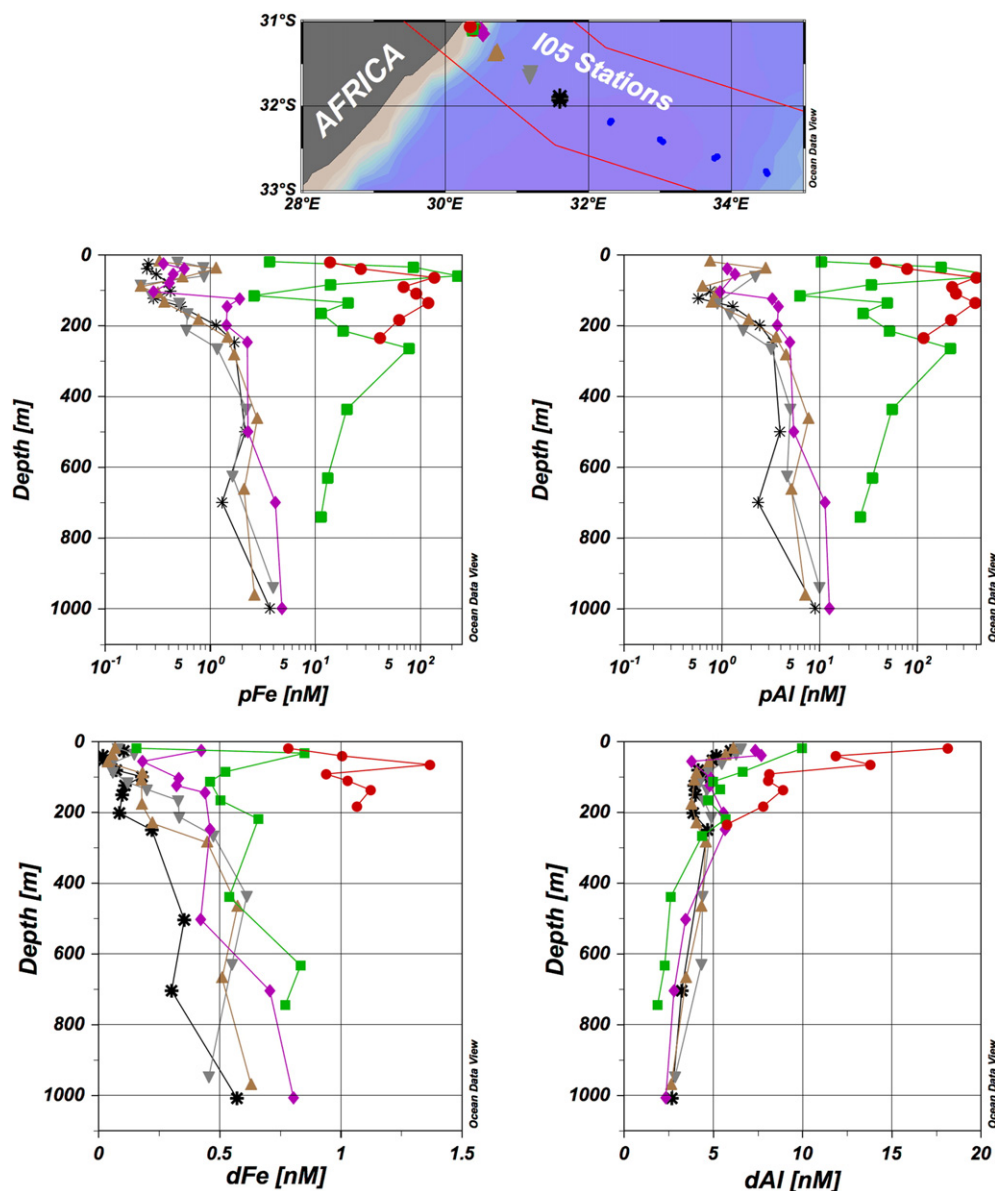 31°S
32°S
33°S
AFRICA
I05 Stations
28°E 30°E 32°E 34°E
Ocean Data View
0
200
400
600
800
1000
Depth [m]
10-1 5 10⁰ 5 10¹ 5 10²
pFe [nM]
Ocean Data View
0
200
400
600
800
1000
Depth [m]
10-1 5 10⁰ 5 10¹ 5 10²
pAl [nM]
Ocean Data View
0
200
400
600
800
1000
Depth [m]
0 0.5 1 1.5
dFe [nM]
Ocean Data View
0
200
400
600
800
1000
Depth [m]
0 5 10 15 20
dAl [nM]
Ocean Data View